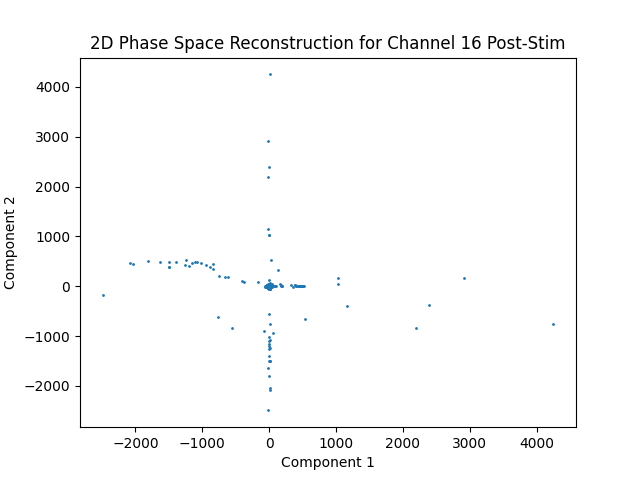 2D Phase Space Reconstruction for Channel 16 Post-Stim
4000
3000
2000
1000
0
−1000
−2000
Component 2
−2000 −1000 0 1000 2000 3000 4000
Component 1